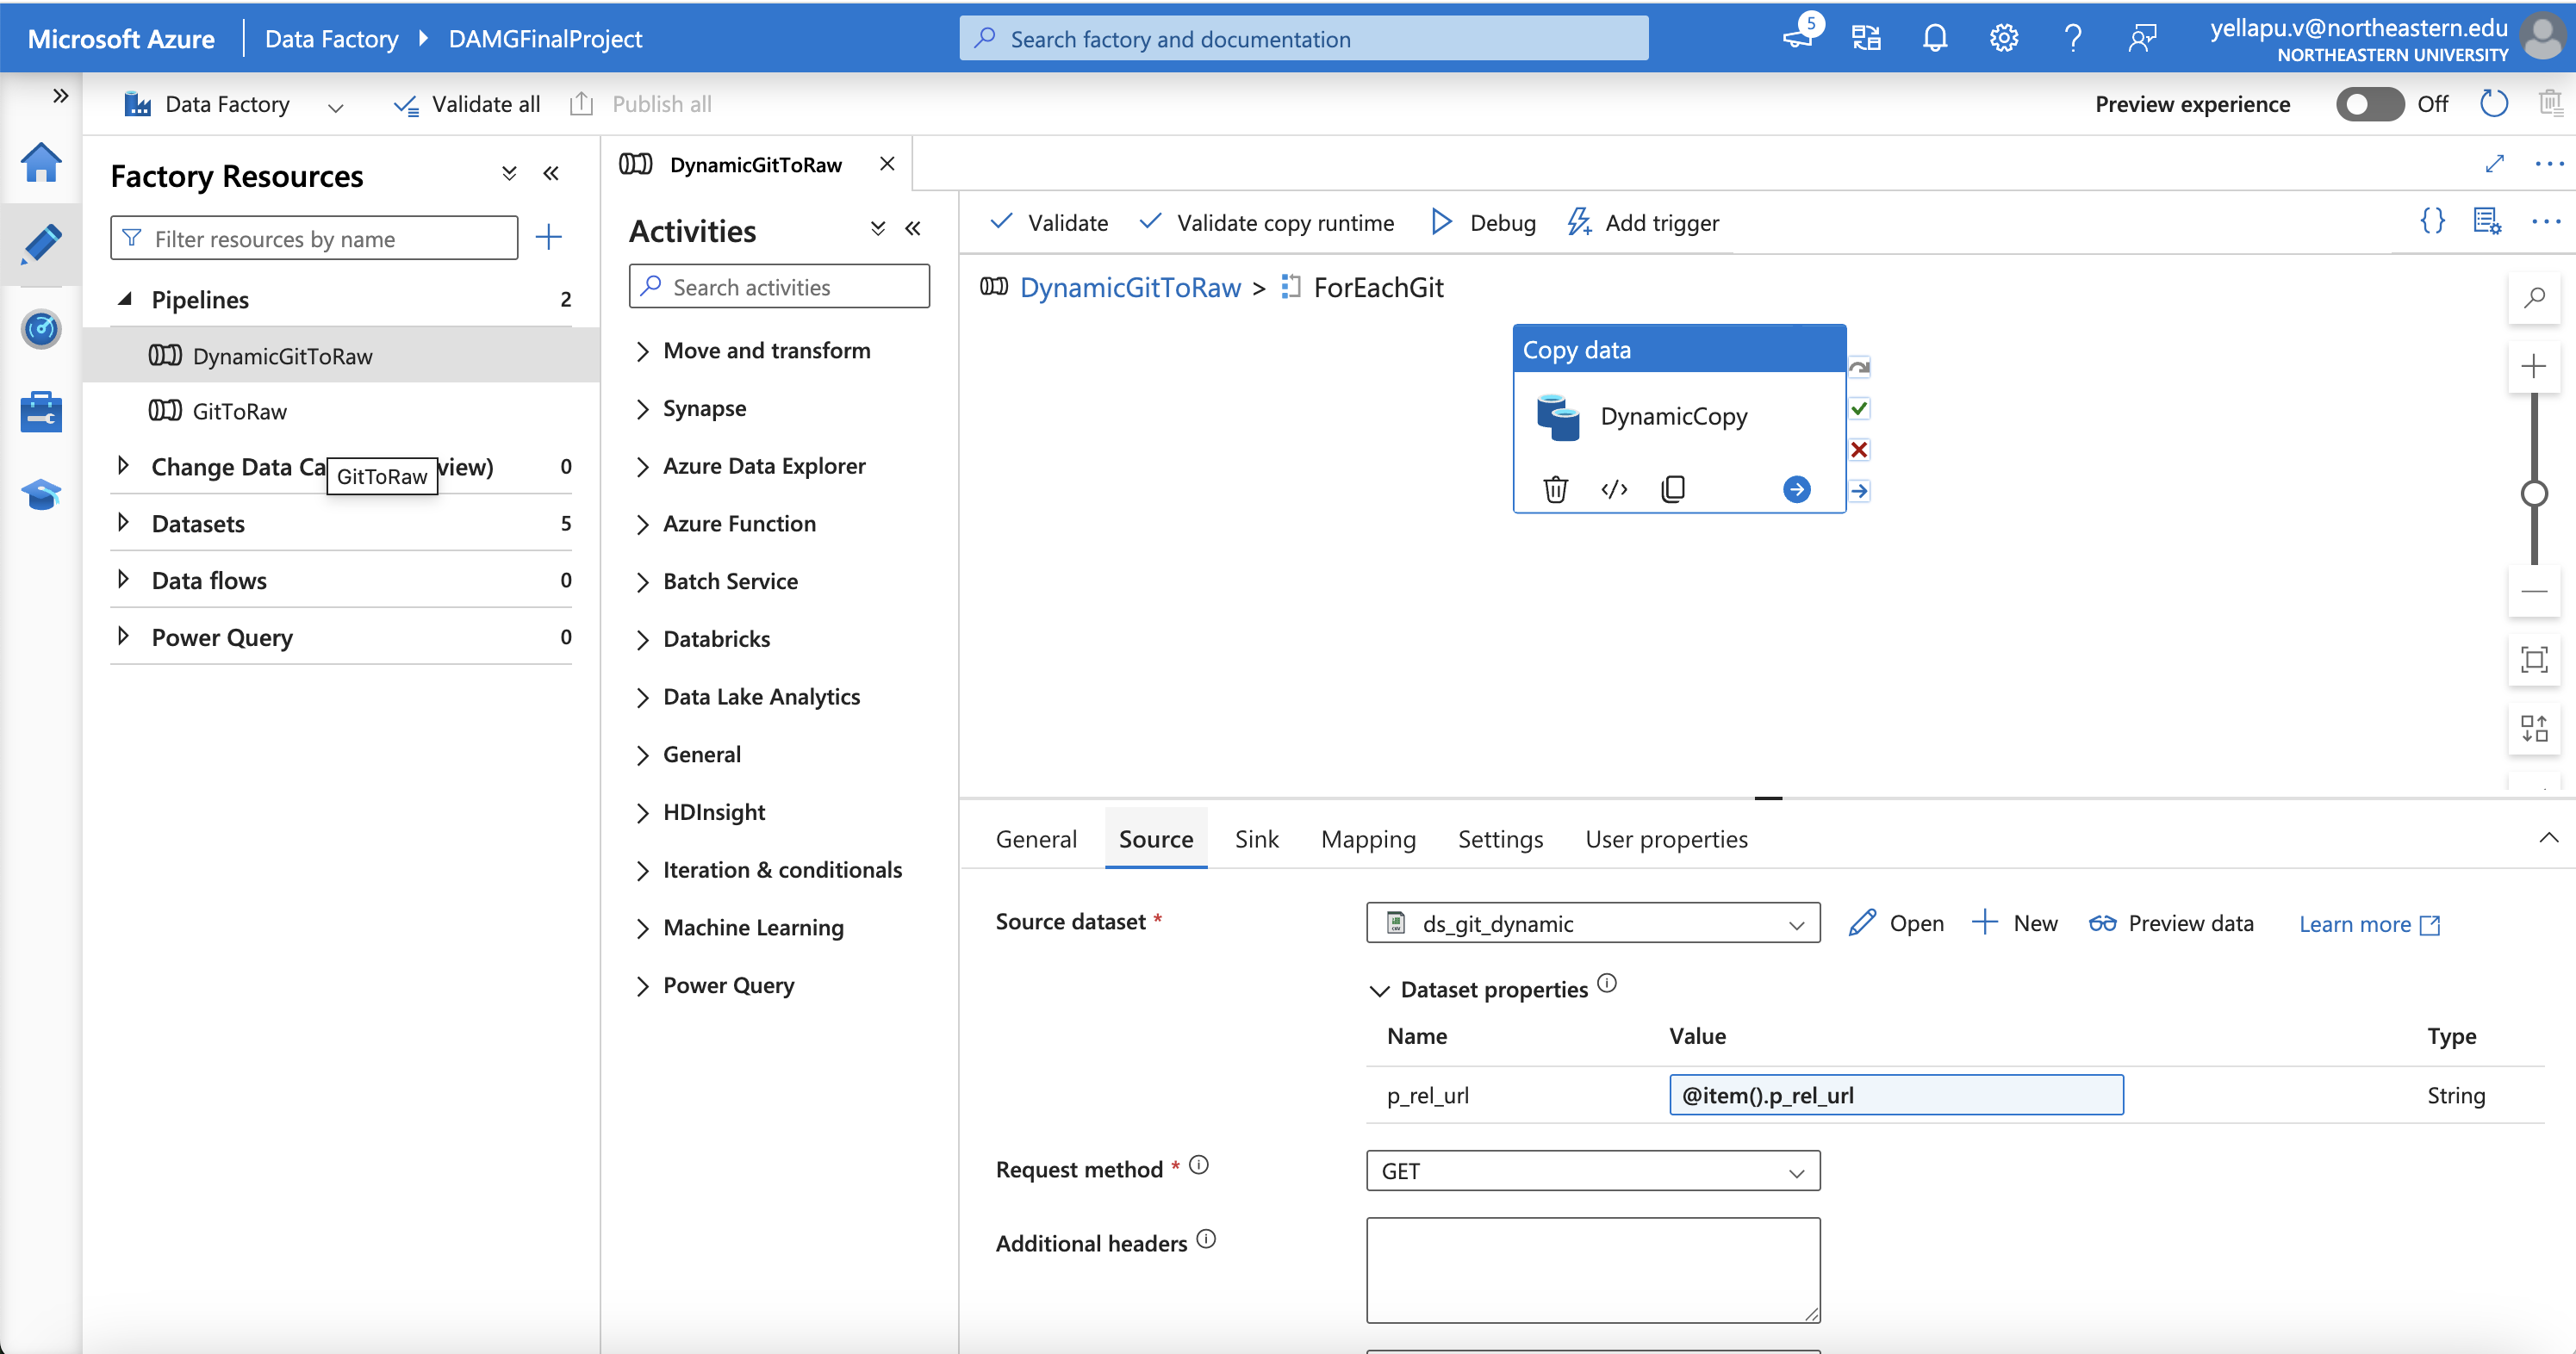 Microsoft Azure
Data Factory
DAMGFinalProject
Search factory and documentation
5
yellapu.v@northeastern.edu
NORTHEASTERN UNIVERSITY
Data Factory
Validate all
Publish all
Preview experience
Off
Factory Resources
Filter resources by name
Pipelines
2
DynamicGitToRaw
GitToRaw
Change Data Ca
view)
0
GitToRaw
Datasets
5
Data flows
0
Power Query
0
DynamicGitToRaw
Activities
Search activities
Move and transform
Synapse
Azure Data Explorer
Azure Function
Batch Service
Databricks
Data Lake Analytics
General
HDInsight
Iteration & conditionals
Machine Learning
Power Query
Validate
Validate copy runtime
Debug
Add trigger
DynamicGitToRaw > ForEachGit
Copy data
DynamicCopy
General
Source
Sink
Mapping
Settings
User properties
Source dataset *
ds_git_dynamic
Open
New
Preview data
Learn more
Dataset properties
Name
Value
Type
p_rel_url
@item().p_rel_url
String
Request method *
GET
Additional headers